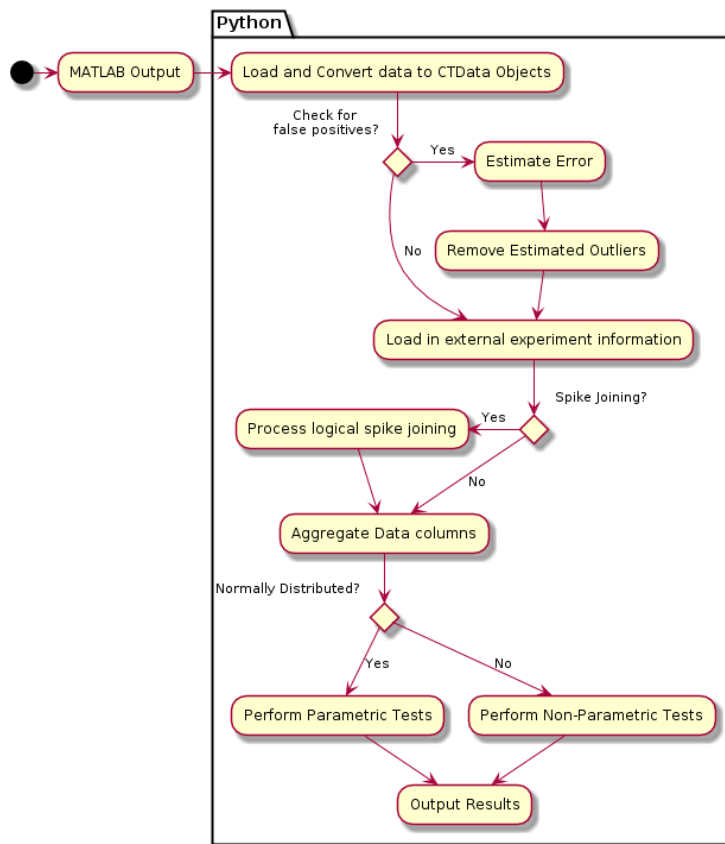 Python
MATLAB Output
Load and Convert data to CTData Objects
Check for
false positives?
Yes
Estimate Error
No
Remove Estimated Outliers
Load in external experiment information
Spike Joining?
Yes
Process logical spike joining
No
Aggregate Data columns
Normally Distributed?
Yes
No
Perform Parametric Tests
Perform Non-Parametric Tests
Output Results